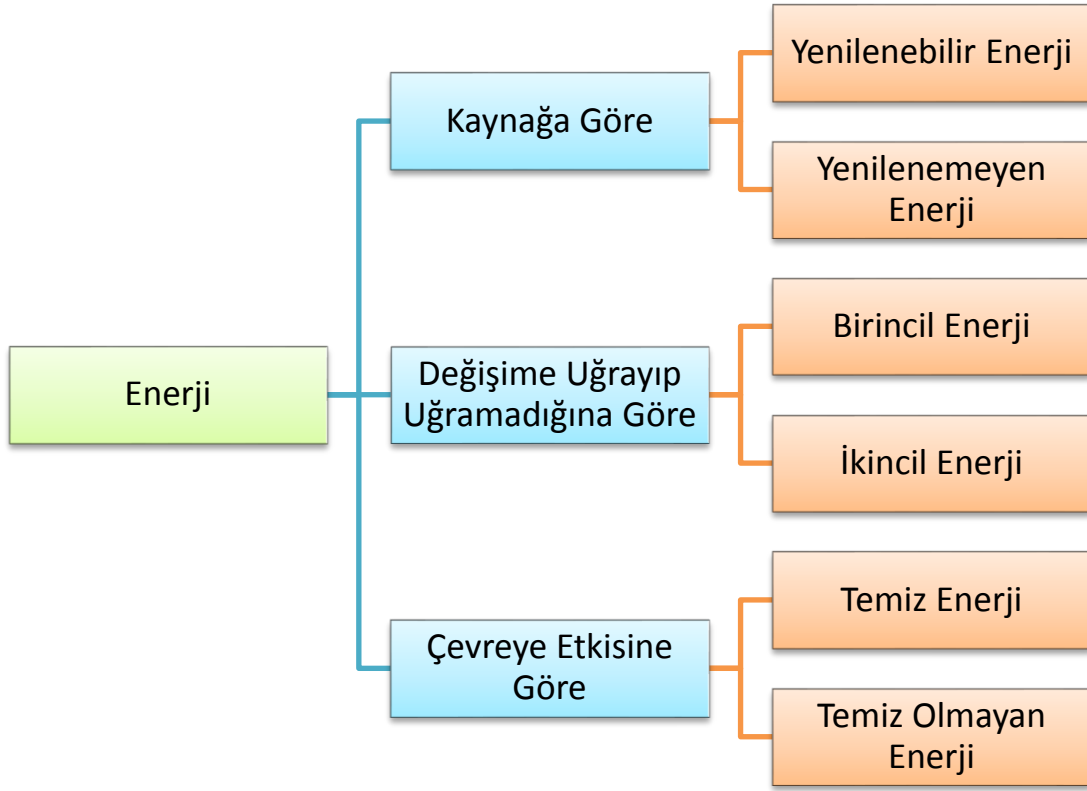 Enerji
Kaynağa Göre
Yenilenebilir Enerji
Yenilenemeyen
Enerji
Değişime Uğrayıp
Uğramadığına Göre
Birincil Enerji
İkincil Enerji
Çevreye Etkisine
Göre
Temiz Enerji
Temiz Olmayan
Enerji